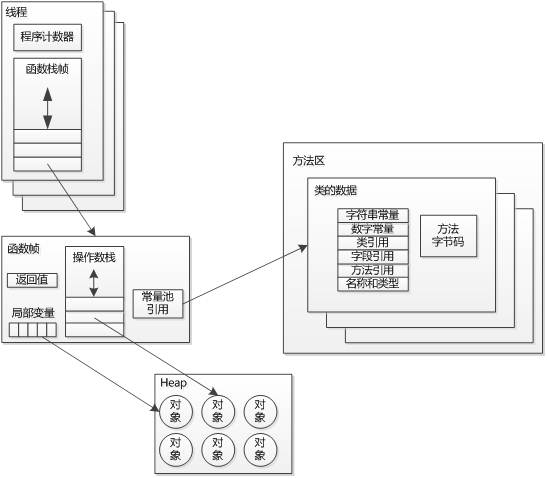 线程
程序计数器
函数栈帧
函数帧
返回值
局部变量
操作数栈
常量池
引用
方法区
类的数据
字符串常量
数字常量
类引用
字段引用
方法引用
名称和类型
方法
字节码
Heap
对
象
对
象
对
象
对
象
对
象
对
象